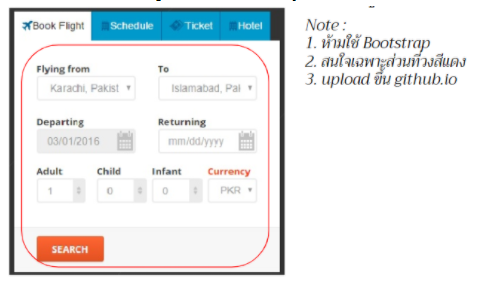 Book Flight Schedule Ticket Hotel
Flying from To
Karachi, Pakist Islamabad, Pal
Departing Returning
03/01/2016 mm/dd/yyyy
Adult Child Infant Currency
1 0 0 PKR
SEARCH
Note :
1. ห้ามใช้ Bootstrap
2. สนใจเฉพาะส่วนที่วงสีแดง
3. upload ขึ้น github.io